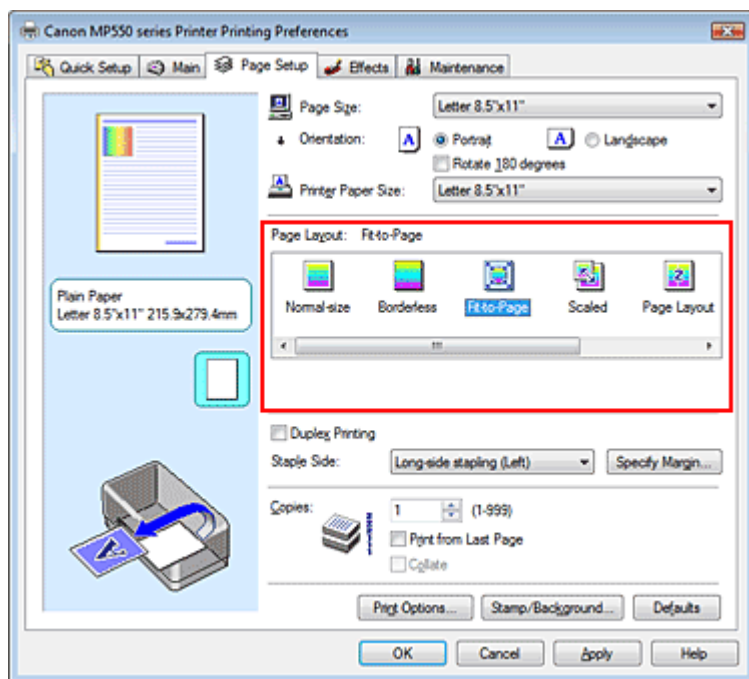 Canon MP550 series Printer Printing Preferences
Quick Setup Main Page Setup Effects Maintenance
Page Size: Letter 8.5"x11"
Orientation: A Portrait A Landscape
Rotate 180 degrees
Printer Paper Size: Letter 8.5"x11"
Page Layout: Fit-to-Page
Normal-size Borderless Fit-to-Page Scaled Page Layout
Plain Paper
Letter 8.5"x11" 215.9x279.4mm
Duplex Printing
Staple Side: Long-side stapling (Left) Specify Margin...
Copies: 1 (1-999)
Print from Last Page
Collate
Print Options... Stamp/Background... Defaults
OK Cancel Apply Help